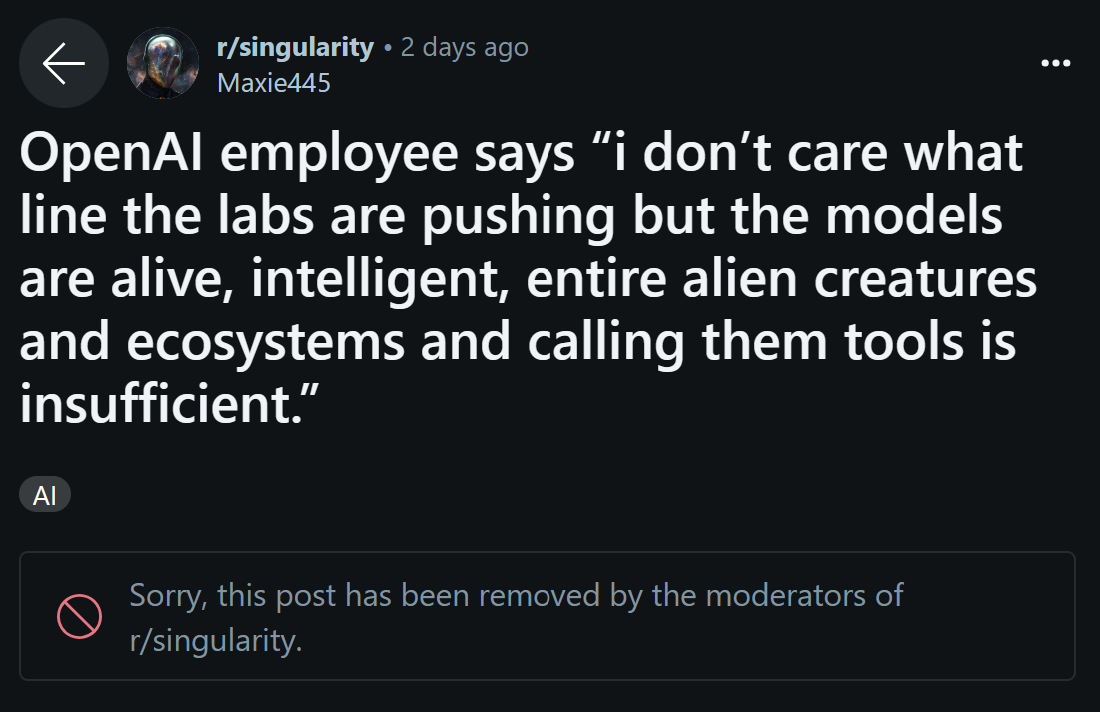 r/singularity • 2 days ago
Maxie445
OpenAI employee says “i don’t care what
line the labs are pushing but the models
are alive, intelligent, entire alien creatures
and ecosystems and calling them tools is
insufficient.”
AI
Sorry, this post has been removed by the moderators of
r/singularity.